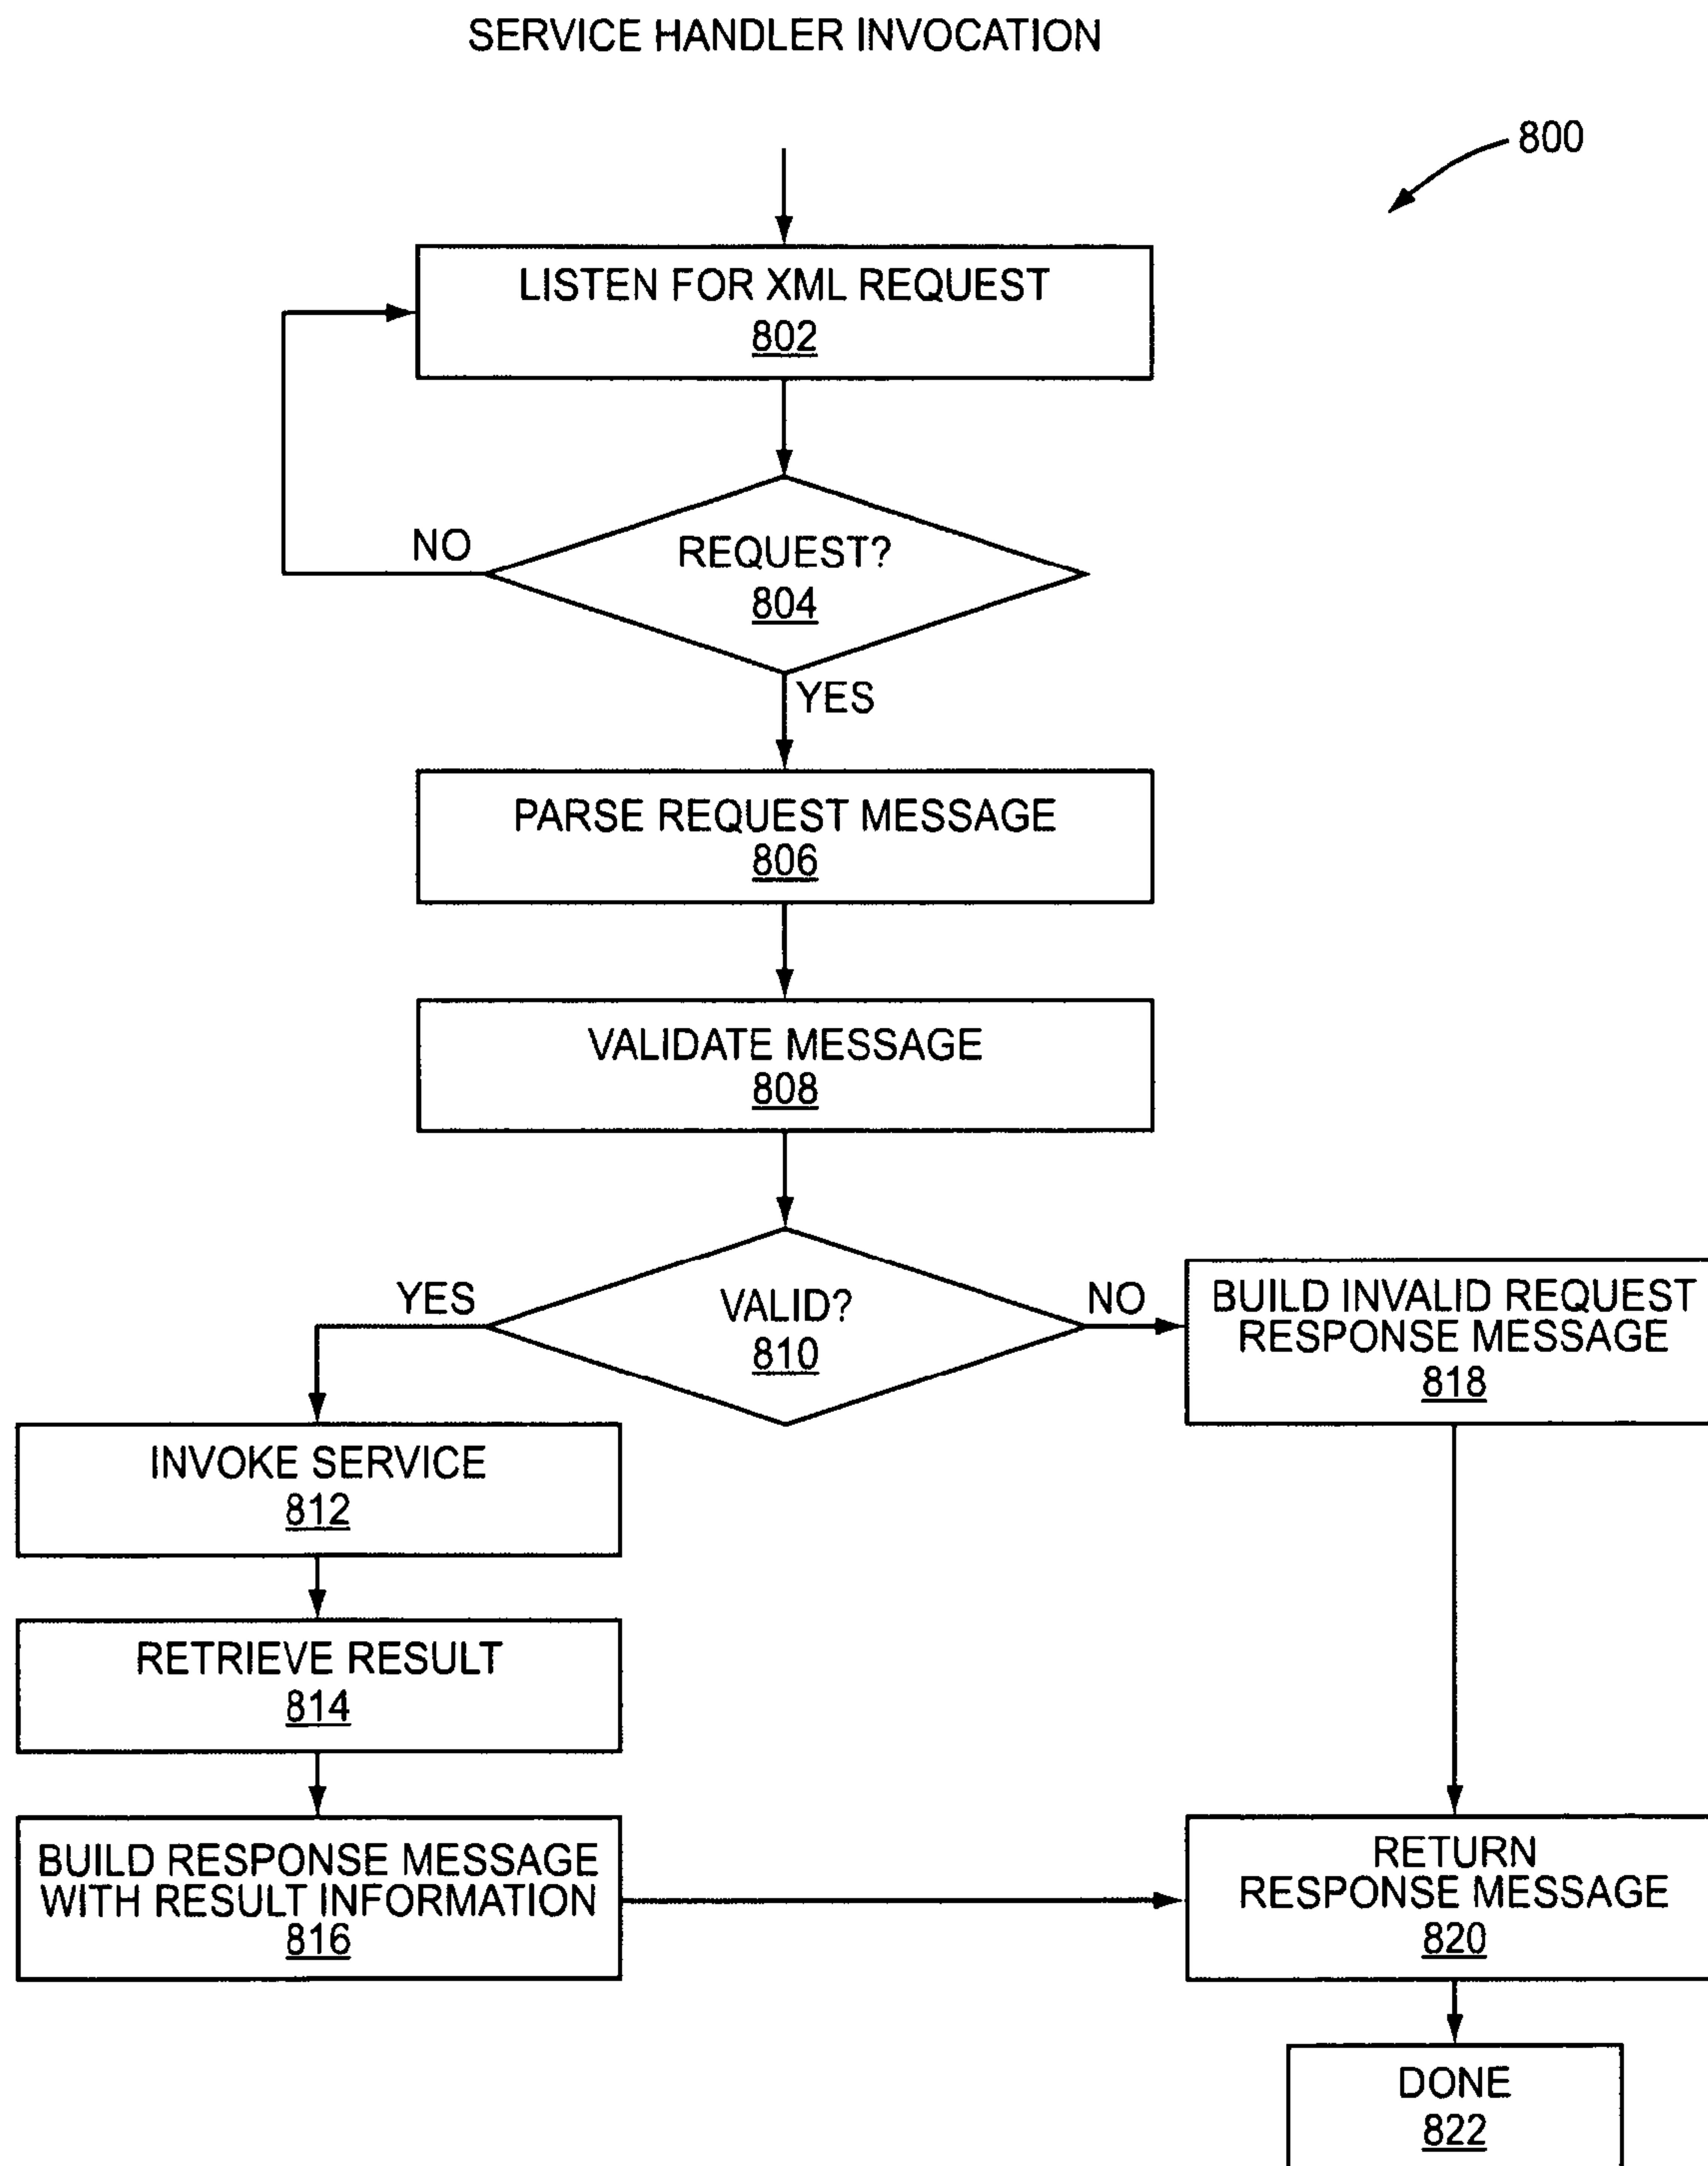 SERVICE HANDLER INVOCATION
800
LISTEN FOR XML REQUEST
802
NO
REQUEST?
804
YES
PARSE REQUEST MESSAGE
806
VALIDATE MESSAGE
808
YES
VALID?
810
NO
BUILD INVALID REQUEST
RESPONSE MESSAGE
818
INVOKE SERVICE
812
RETRIEVE RESULT
814
BUILD RESPONSE MESSAGE
WITH RESULT INFORMATION
816
RETURN
RESPONSE MESSAGE
820
DONE
822